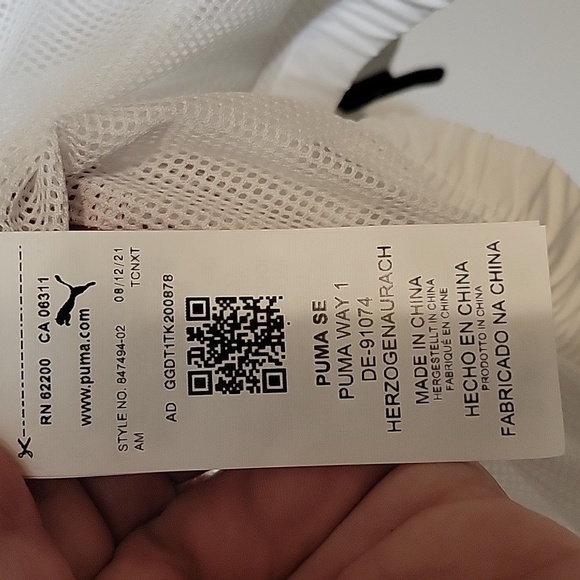 RN 62200 CA 06311
www.puma.com
STYLE NO. 847494-02 08/12/21
AM TCNXT
AD GGDT1TK200878
PUMA SE
PUMA WAY 1
DE-91074
HERZOGENAURACH
MADE IN CHINA
HERGESTELLT IN CHINA
FABRIQUÉ EN CHINE
HECHO EN CHINA
PRODOTTO IN CHINA
FABRICADO NA CHINA